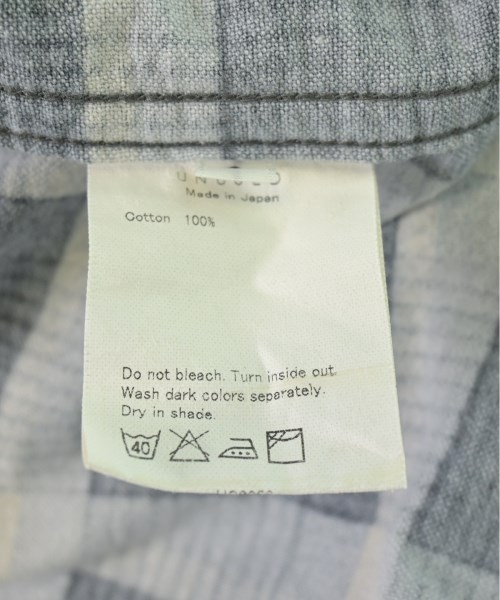 Made in Japan
Cotton 100%
Do not bleach. Turn inside out.
Wash dark colors separately.
Dry in shade.
40